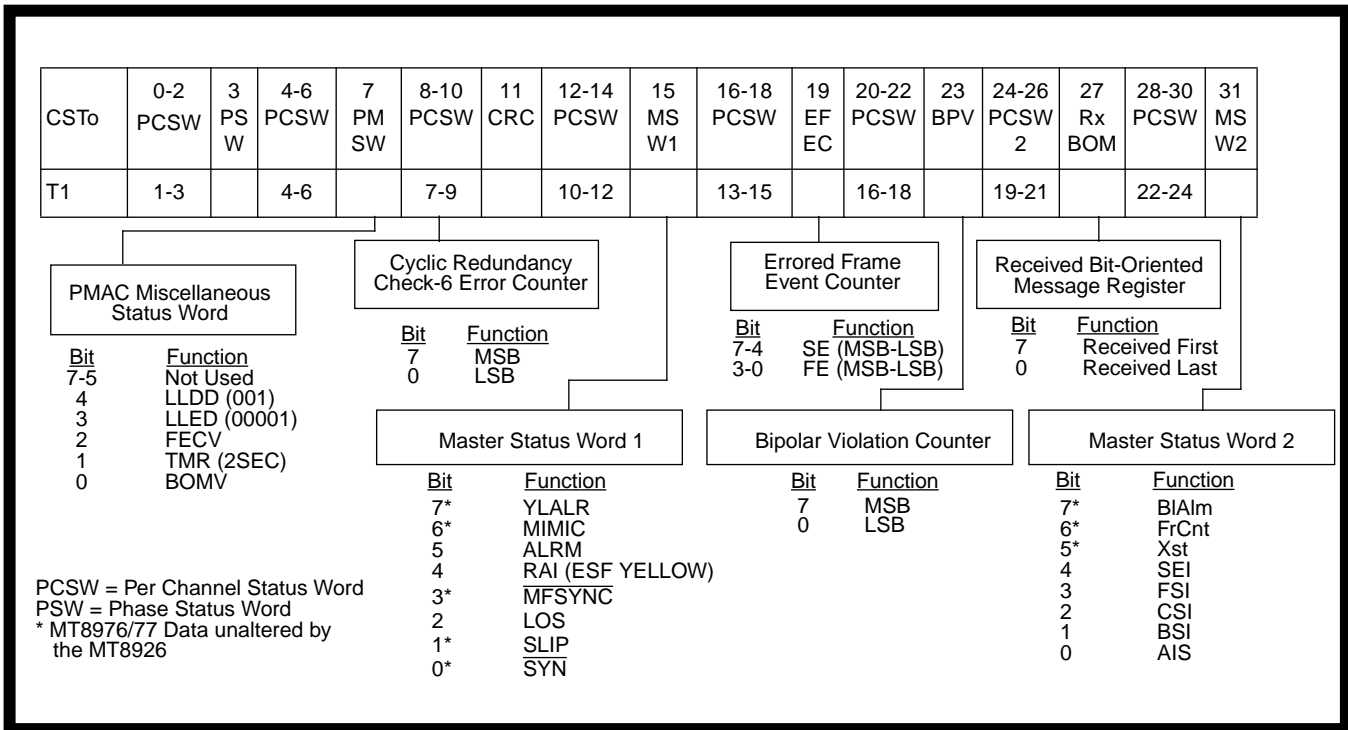 CSTo 0-2 PCSW 3 PS W 4-6 PCSW 7 PM SW 8-10 PCSW 11 CRC 12-14 PCSW 15 MS W1 16-18 PCSW 19 EF EC 20-22 PCSW 23 BPV 24-26 PCSW 2 27 Rx BOM 28-30 PCSW 31 MS W2
T1 1-3 4-6 7-9 10-12 13-15 16-18 19-21 22-24
PMAC Miscellaneous
Status Word
Bit Function
7-5 Not Used
4 LLDD (001)
3 LLED (00001)
2 FECV
1 TMR (2SEC)
0 BOMV
Cyclic Redundancy
Check-6 Error Counter
Bit Function
7 MSB
0 LSB
Errored Frame
Event Counter
Bit Function
7-4 SE (MSB-LSB)
3-0 FE (MSB-LSB)
Received Bit-Oriented
Message Register
Bit Function
7 Received First
0 Received Last
Master Status Word 1
Bit Function
7* YLALR
6* MIMIC
5 ALRM
4 RAI (ESF YELLOW)
3* MFSYNC
2 LOS
1* SLIP
0* SYN
Bipolar Violation Counter
Bit Function
7 MSB
0 LSB
Master Status Word 2
Bit Function
7* BlAlm
6* FrCnt
5* Xst
4 SEI
3 FSI
2 CSI
1 BSI
0 AIS
PCSW = Per Channel Status Word
PSW = Phase Status Word
* MT8976/77 Data unaltered by
the MT8926